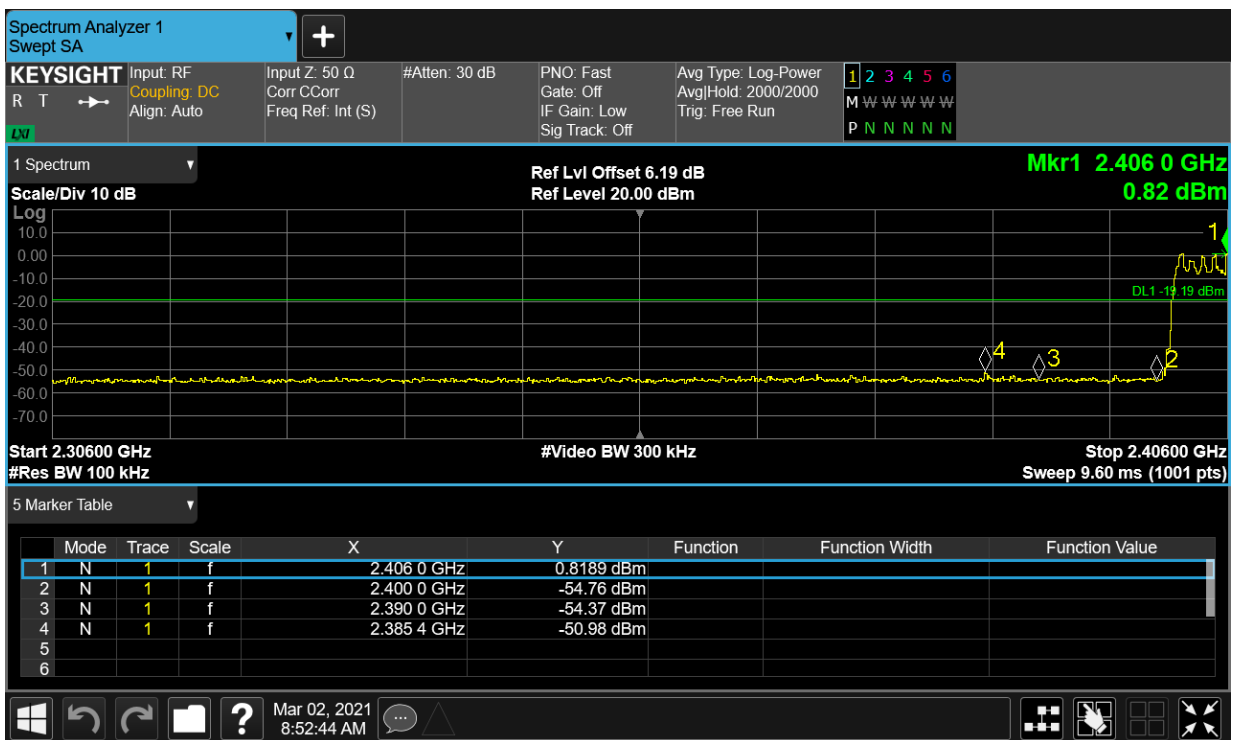 Spectrum Analyzer 1
Swept SA
KEYSIGHT Input: RF Input Z: 50 Ω #Atten: 30 dB PNO: Fast Avg Type: Log-Power 1 2 3 4 5 6
R T Coupling: DC Corr CCorr Gate: Off Avg|Hold: 2000/2000 M W W W W W
Align: Auto Freq Ref: Int (S) IF Gain: Low Trig: Free Run
LXI Sig Track: Off P N N N N N
1 Spectrum Ref Lvl Offset 6.19 dB Mkr1 2.406 0 GHz
Scale/Div 10 dB Ref Level 20.00 dBm 0.82 dBm
Log
10.0 1
0.00
-10.0
DL1 -19.19 dBm
-20.0
-30.0
-40.0 4 3 2
-50.0
-60.0
-70.0
Start 2.30600 GHz #Video BW 300 kHz Stop 2.40600 GHz
#Res BW 100 kHz Sweep 9.60 ms (1001 pts)
5 Marker Table
Mode Trace Scale X Y Function Function Width Function Value
1 N 1 f 2.406 0 GHz 0.8189 dBm
2 N 1 f 2.400 0 GHz -54.76 dBm
3 N 1 f 2.390 0 GHz -54.37 dBm
4 N 1 f 2.385 4 GHz -50.98 dBm
5
6
? Mar 02, 2021
8:52:44 AM